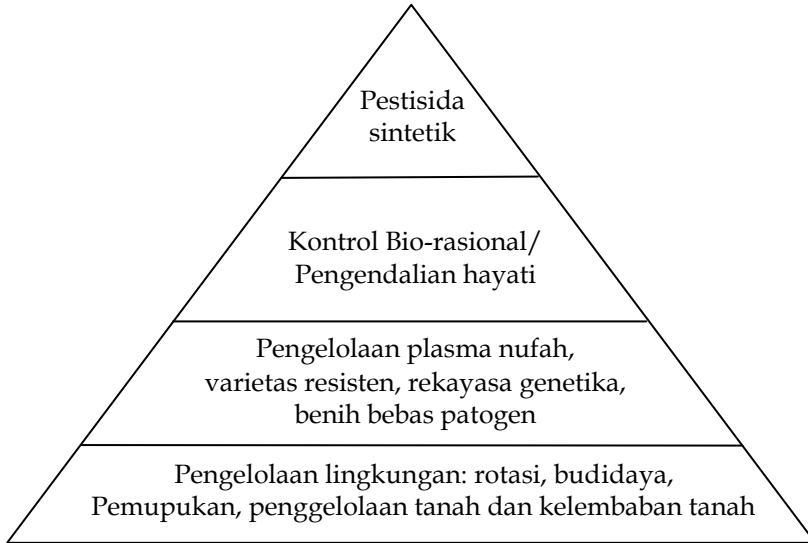 Pestisida
sintetik
Kontrol Bio-rasional/
Pengendalian hayati
Pengelolaan plasma nufah,
varietas resisten, rekayasa genetika,
benih bebas patogen
Pengelolaan lingkungan: rotasi, budidaya,
Pemupukan, penggelolaan tanah dan kelembaban tanah